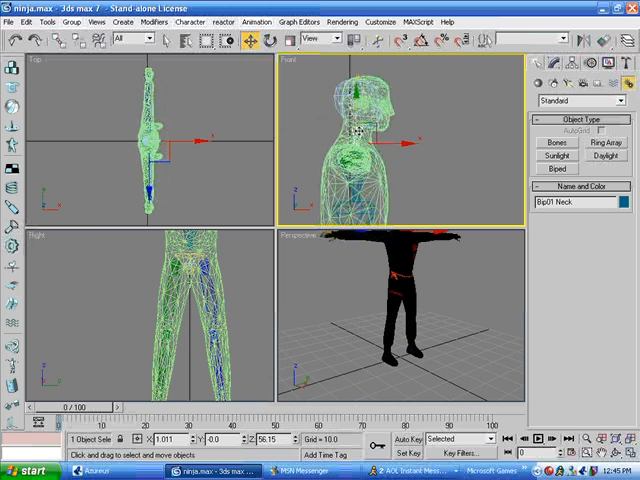 ninja.max - 3ds max 7 - Stand-alone License
File Edit Tools Group Views Create Modifiers Character reactor Animation Graph Editors Rendering Customize MAXScript Help
All View
Top
Front
Right
Perspective
x
x
Standard
Object Type
AutoGrid
Bones Ring Array
Sunlight Daylight
Biped
Name and Color
Bip01 Neck
0 / 100
0 10 20 30 40 50 60 70 80 90 100
1 Object Sele X: 1.011 Y: -0.0 Z: 56.15 Grid = 10.0 Auto Key Selected
Click and drag to select and move objects Add Time Tag Set Key Key Filters... 0
start Azureus ninja.max - 3ds max ... MSN Messenger 2 AOL Instant Mess... Microsoft Games 12:45 PM